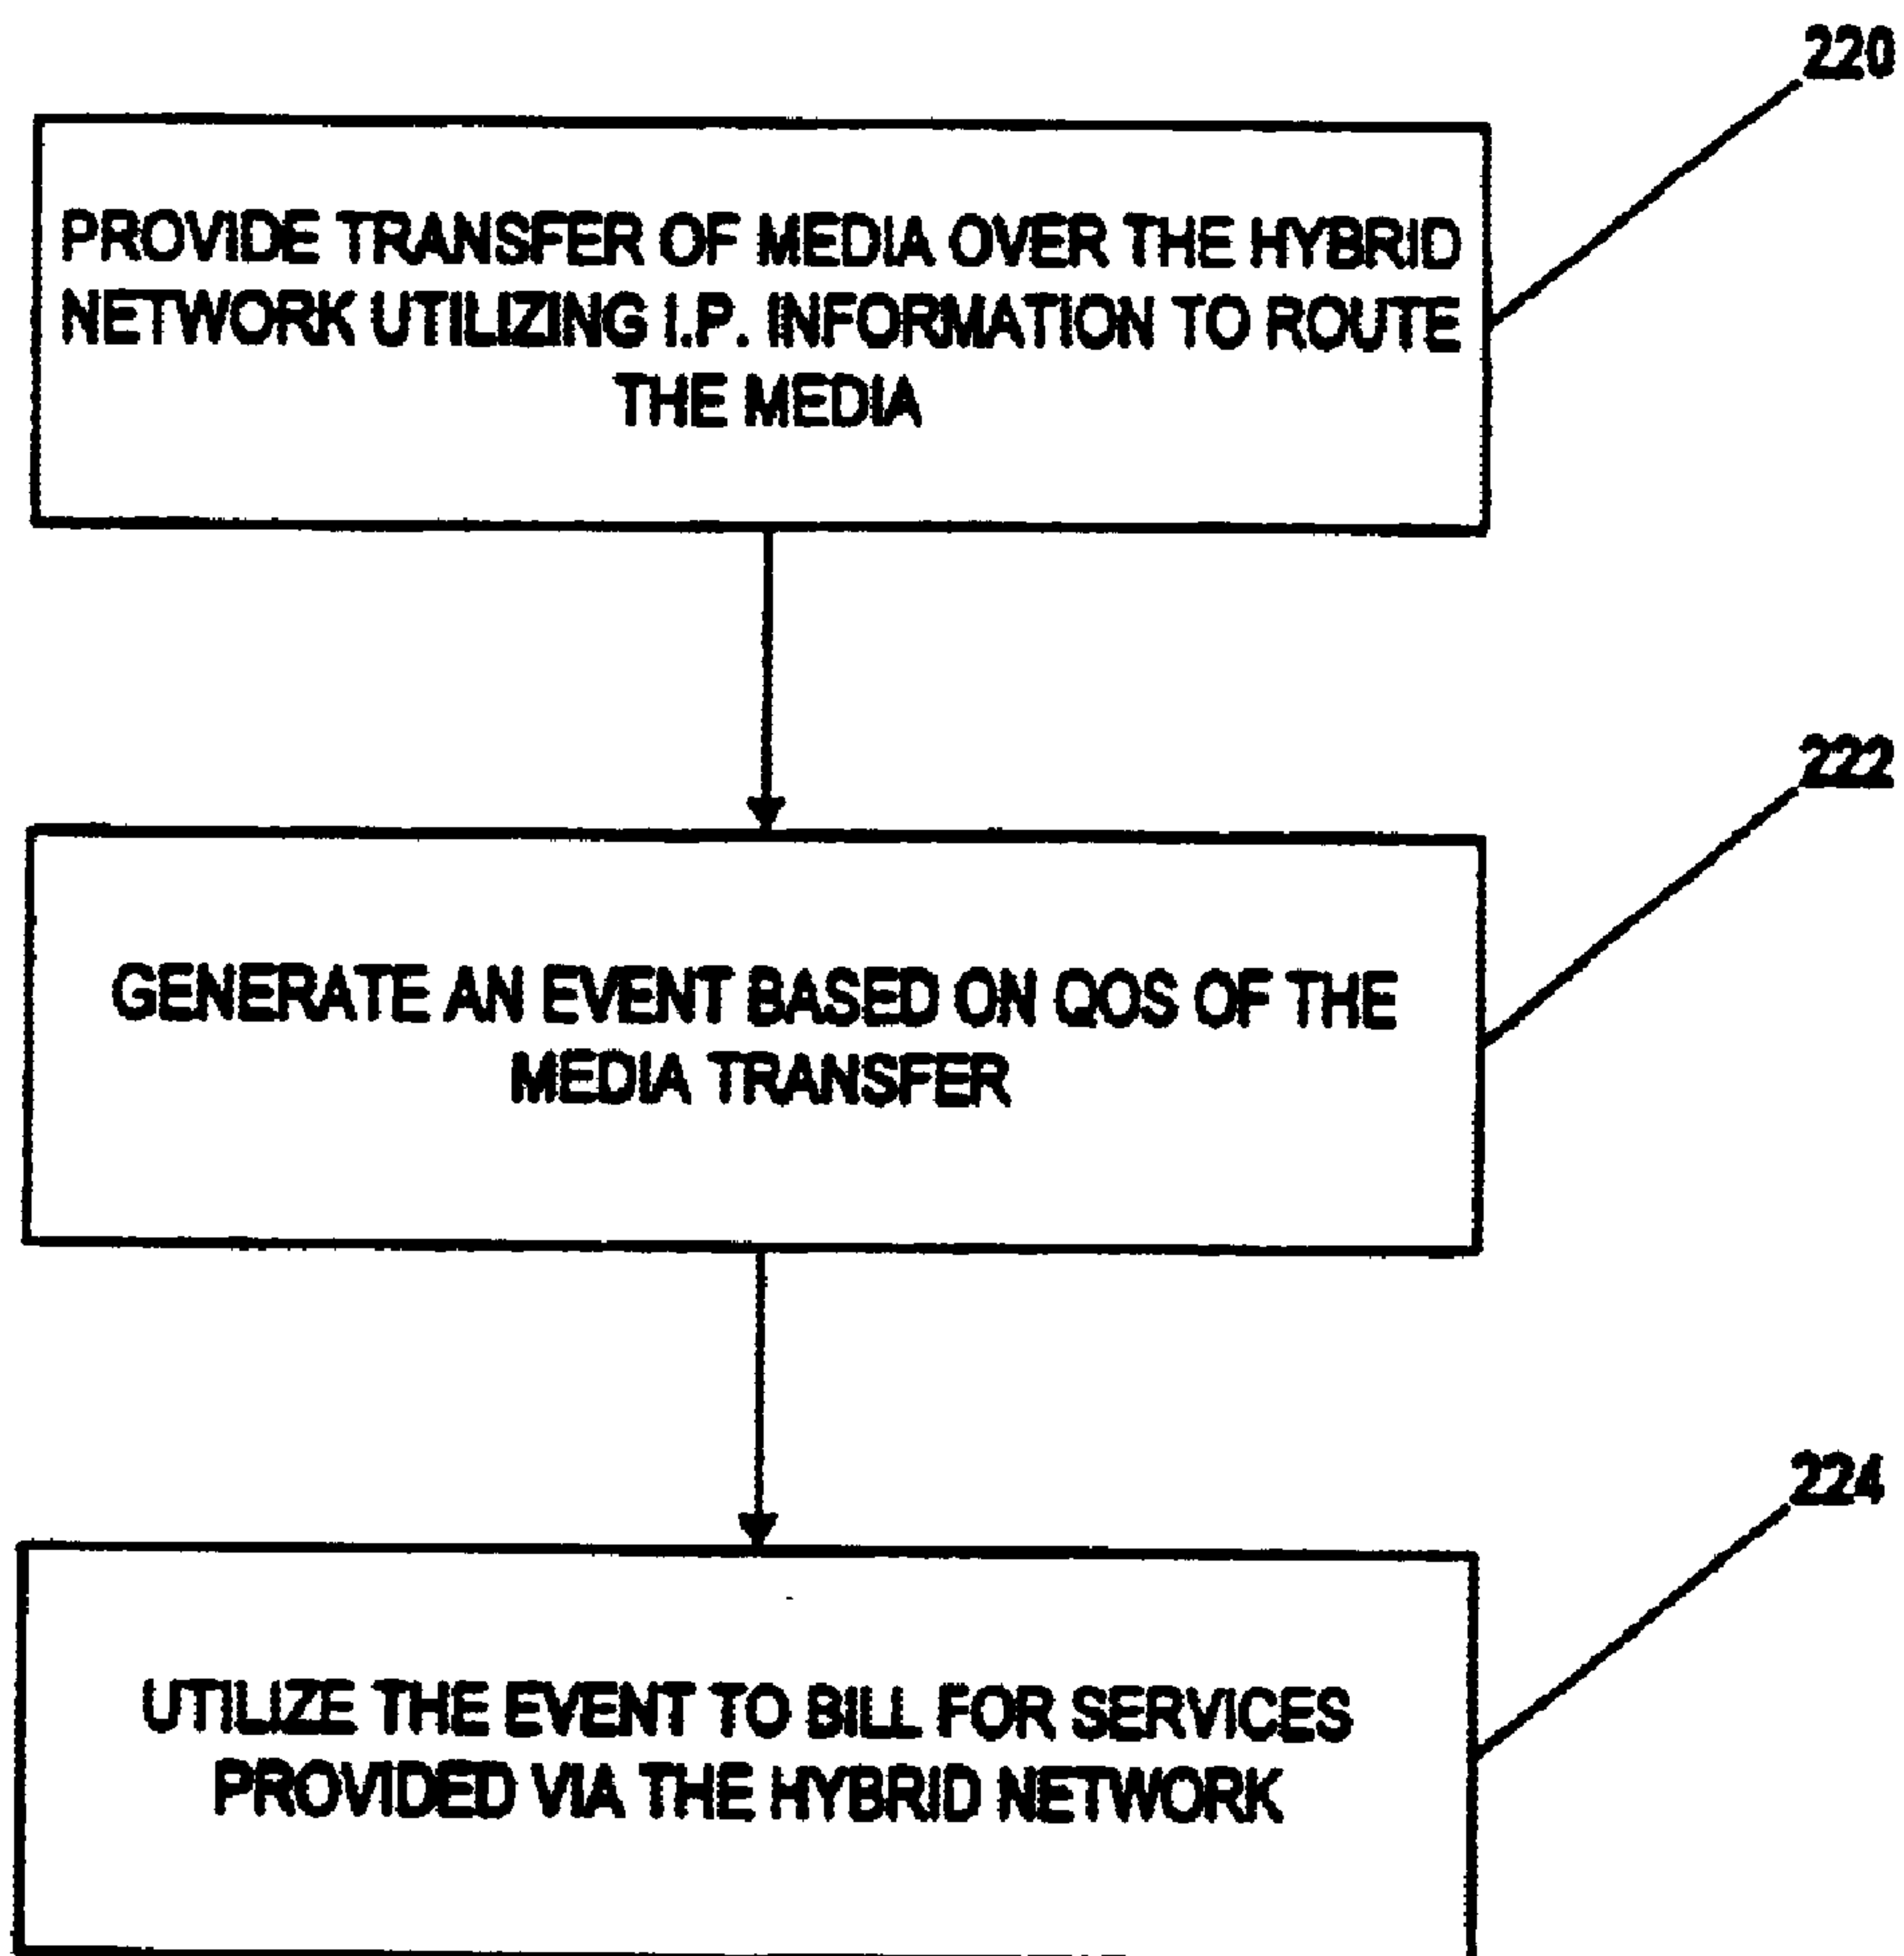 220
PROVIDE TRANSFER OF MEDIA OVER THE HYBRID
NETWORK UTILIZING I.P. INFORMATION TO ROUTE
THE MEDIA
222
GENERATE AN EVENT BASED ON QOS OF THE
MEDIA TRANSFER
224
UTILIZE THE EVENT TO BILL FOR SERVICES
PROVIDED VIA THE HYBRID NETWORK